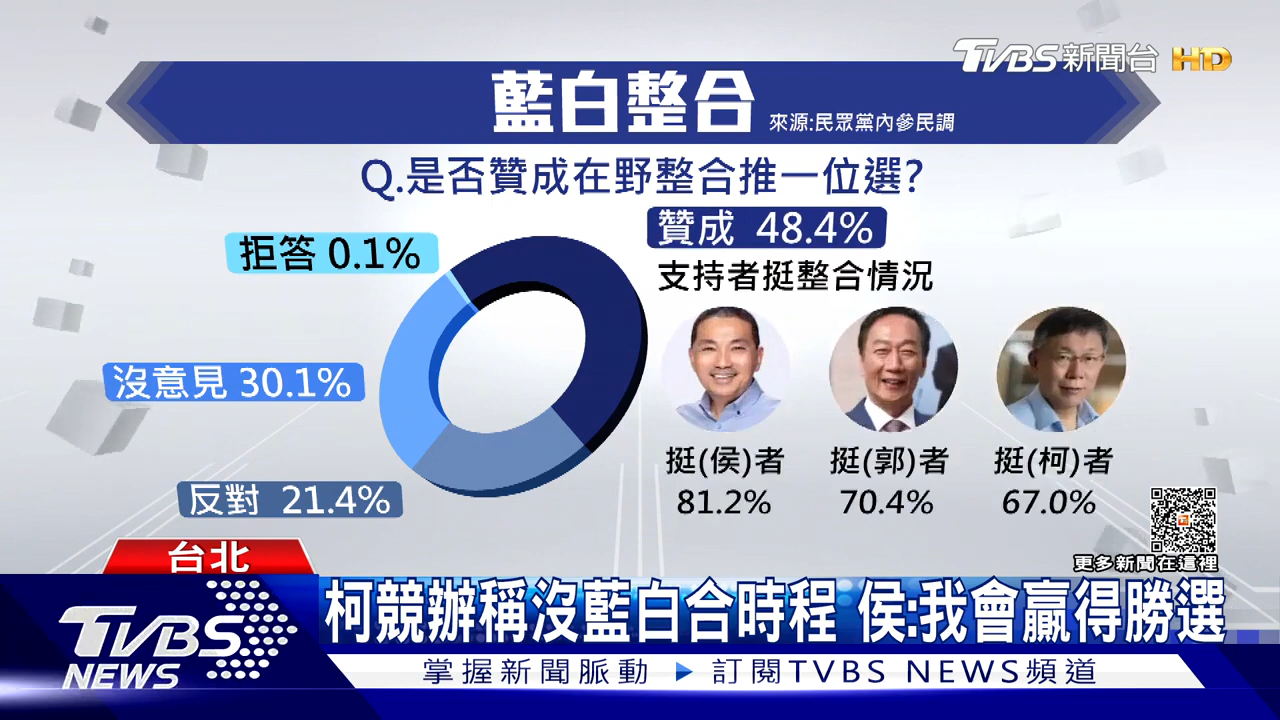 TVBS新聞台 HD
藍白整合
來源:民眾黨內參民調
Q.是否贊成在野整合推一位選?
贊成 48.4%
拒答 0.1%
支持者挺整合情況
沒意見 30.1%
挺(侯)者
挺(郭)者
挺(柯)者
81.2%
70.4%
67.0%
反對 21.4%
更多新聞在這裡
台北
柯競辦稱沒藍白合時程 侯:我會贏得勝選
TVBS
NEWS
掌握新聞脈動 ▶ 訂閱TVBS NEWS頻道